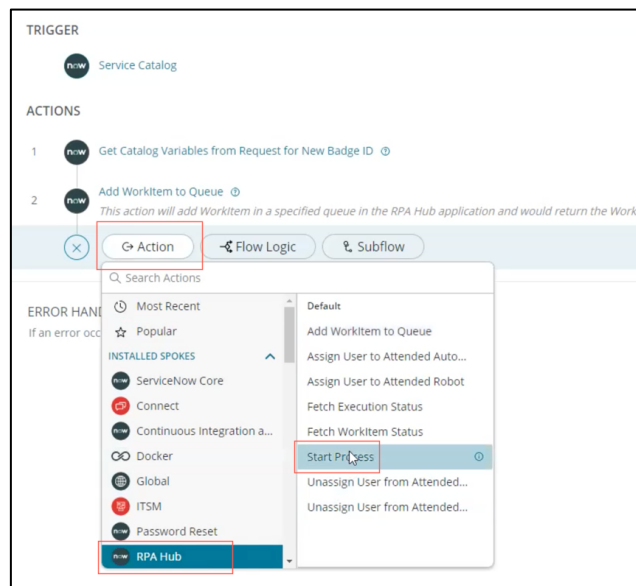 TRIGGER
now Service Catalog
ACTIONS
1 now Get Catalog Variables from Request for New Badge ID
2 now Add WorkItem to Queue
This action will add WorkItem in a specified queue in the RPA Hub application and would return the Work
Action Flow Logic Subflow
Search Actions
ERROR HAND
If an error occ
Most Recent
Popular
INSTALLED SPOKES
now ServiceNow Core
Connect
now Continuous Integration a...
Docker
Global
ITSM
now Password Reset
now RPA Hub
Default
Add WorkItem to Queue
Assign User to Attended Auto...
Assign User to Attended Robot
Fetch Execution Status
Fetch WorkItem Status
Start Process
Unassign User from Attended...
Unassign User from Attended...